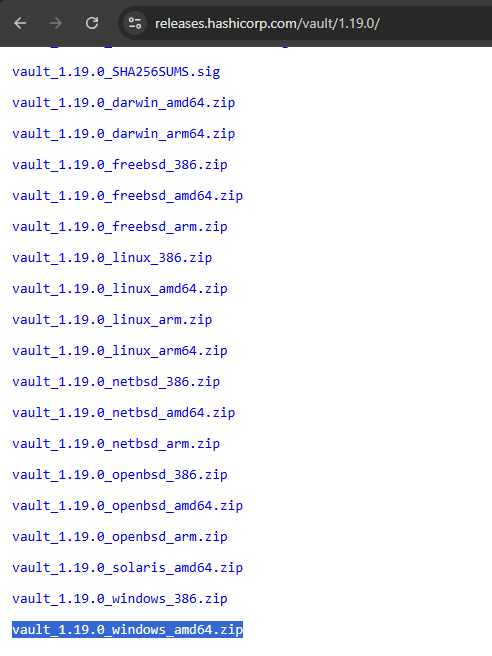 releases.hashicorp.com/vault/1.19.0/
vault_1.19.0_SHA256SUMS.sig
vault_1.19.0_darwin_amd64.zip
vault_1.19.0_darwin_arm64.zip
vault_1.19.0_freebsd_386.zip
vault_1.19.0_freebsd_amd64.zip
vault_1.19.0_freebsd_arm.zip
vault_1.19.0_linux_386.zip
vault_1.19.0_linux_amd64.zip
vault_1.19.0_linux_arm.zip
vault_1.19.0_linux_arm64.zip
vault_1.19.0_netbsd_386.zip
vault_1.19.0_netbsd_amd64.zip
vault_1.19.0_netbsd_arm.zip
vault_1.19.0_openbsd_386.zip
vault_1.19.0_openbsd_amd64.zip
vault_1.19.0_openbsd_arm.zip
vault_1.19.0_solaris_amd64.zip
vault_1.19.0_windows_386.zip
vault_1.19.0_windows_amd64.zip